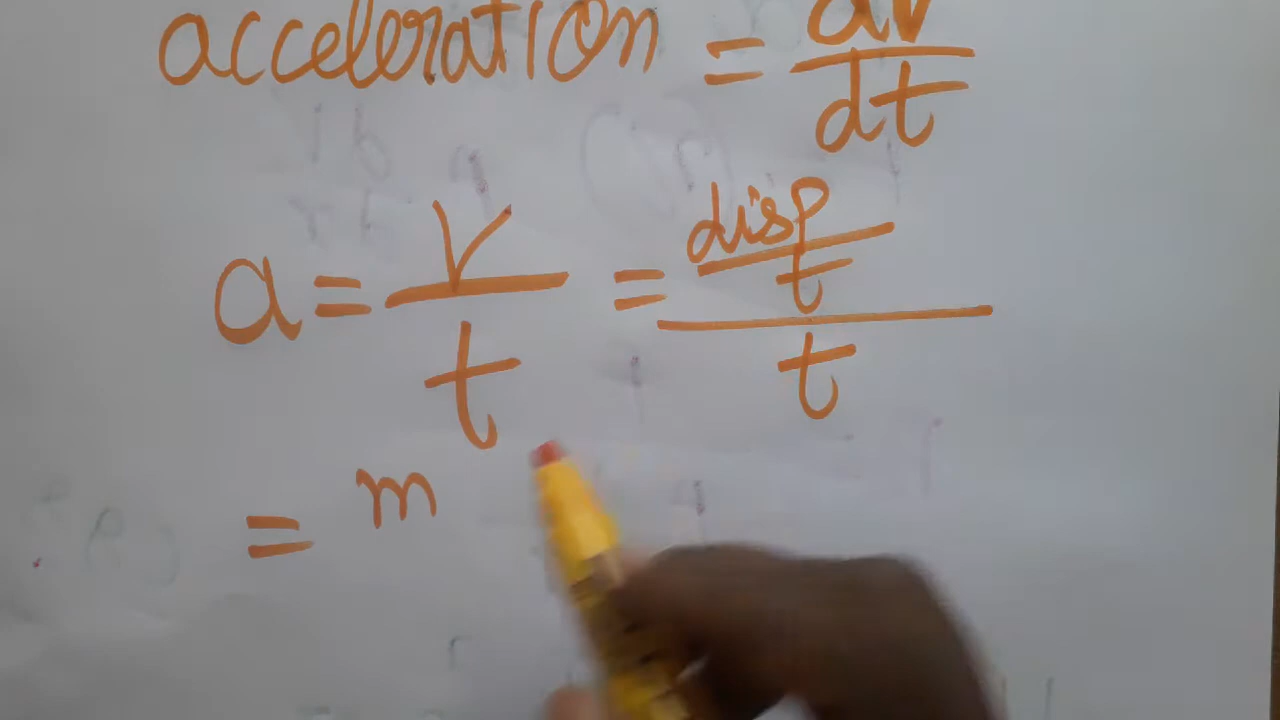 acceleration = dv/dt
a = v/t = disp/t/t
= m